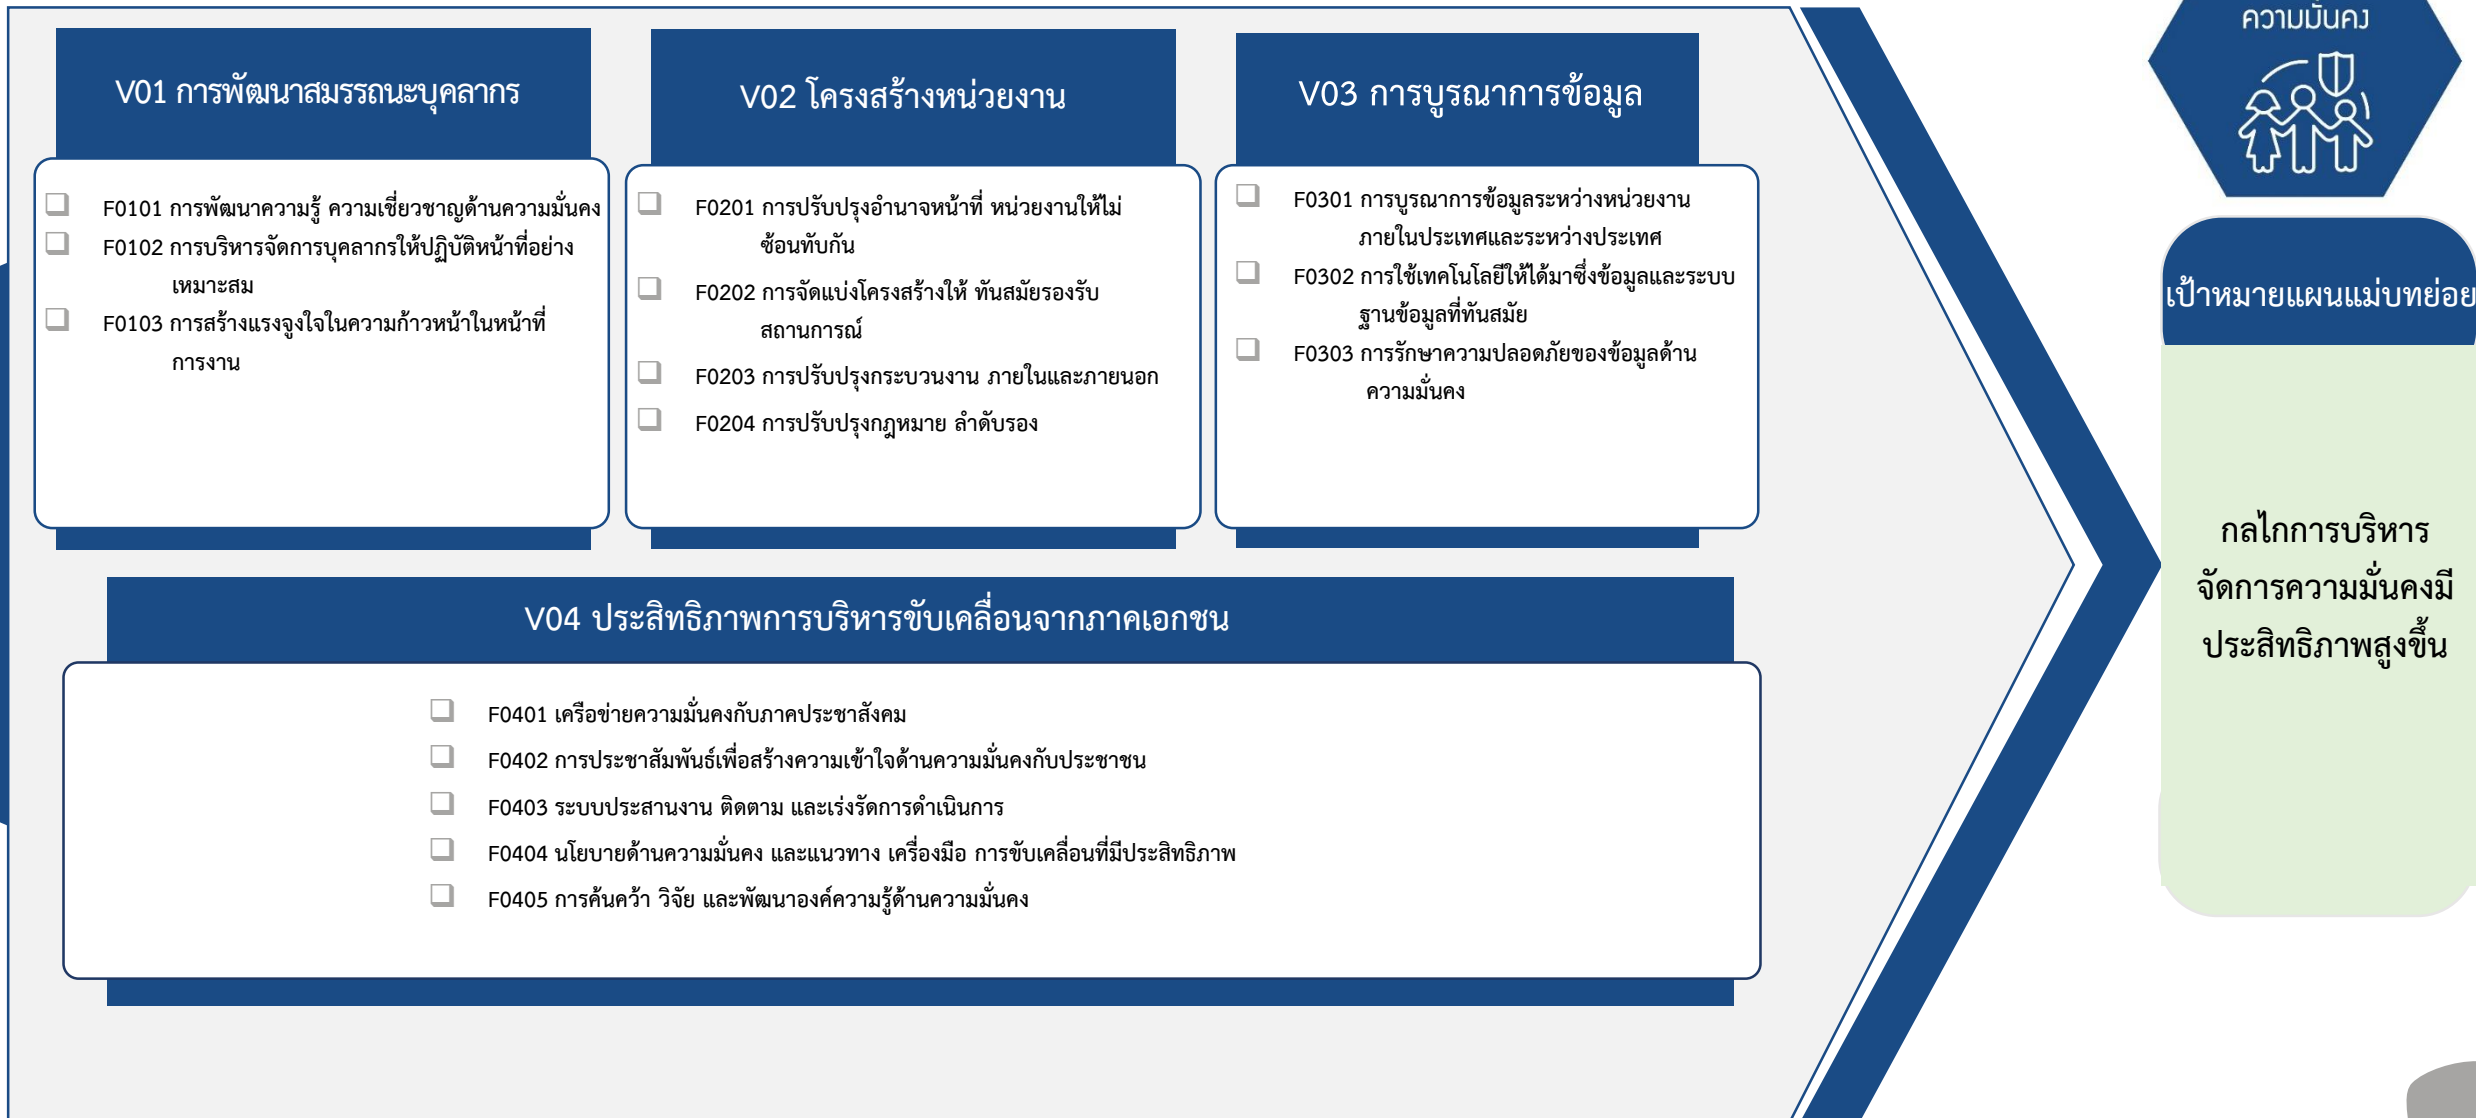 V01 การพัฒนาสมรรถนะบุคลากร
F0101 การพัฒนาความรู้ ความเชี่ยวชาญด้านความมั่นคง
F0102 การบริหารจัดการบุคลากรให้ปฏิบัติหน้าที่อย่าง
เหมาะสม
F0103 การสร้างแรงจูงใจในความก้าวหน้าในหน้าที่
การงาน
V02 โครงสร้างหน่วยงาน
F0201 การปรับปรุงอำนาจหน้าที่ หน่วยงานให้ไม่
ซ้อนทับกัน
F0202 การจัดแบ่งโครงสร้างให้ ทันสมัยรองรับ
สถานการณ์
F0203 การปรับปรุงกระบวนงาน ภายในและภายนอก
F0204 การปรับปรุงกฎหมาย ลำดับรอง
V03 การบูรณาการข้อมูล
F0301 การบูรณาการข้อมูลระหว่างหน่วยงาน
ภายในประเทศและระหว่างประเทศ
F0302 การใช้เทคโนโลยีให้ได้มาซึ่งข้อมูลและระบบ
ฐานข้อมูลที่ทันสมัย
F0303 การรักษาความปลอดภัยของข้อมูลด้าน
ความมั่นคง
V04 ประสิทธิภาพการบริหารขับเคลื่อนจากภาคเอกชน
F0401 เครือข่ายความมั่นคงกับภาคประชาสังคม
F0402 การประชาสัมพันธ์เพื่อสร้างความเข้าใจด้านความมั่นคงกับประชาชน
F0403 ระบบประสานงาน ติดตาม และเร่งรัดการดำเนินการ
F0404 นโยบายด้านความมั่นคง และแนวทาง เครื่องมือ การขับเคลื่อนที่มีประสิทธิภาพ
F0405 การค้นคว้า วิจัย และพัฒนาองค์ความรู้ด้านความมั่นคง
ความมั่นคง
เป้าหมายแผนแม่บทย่อย
กลไกการบริหาร
จัดการความมั่นคงมี
ประสิทธิภาพสูงขึ้น